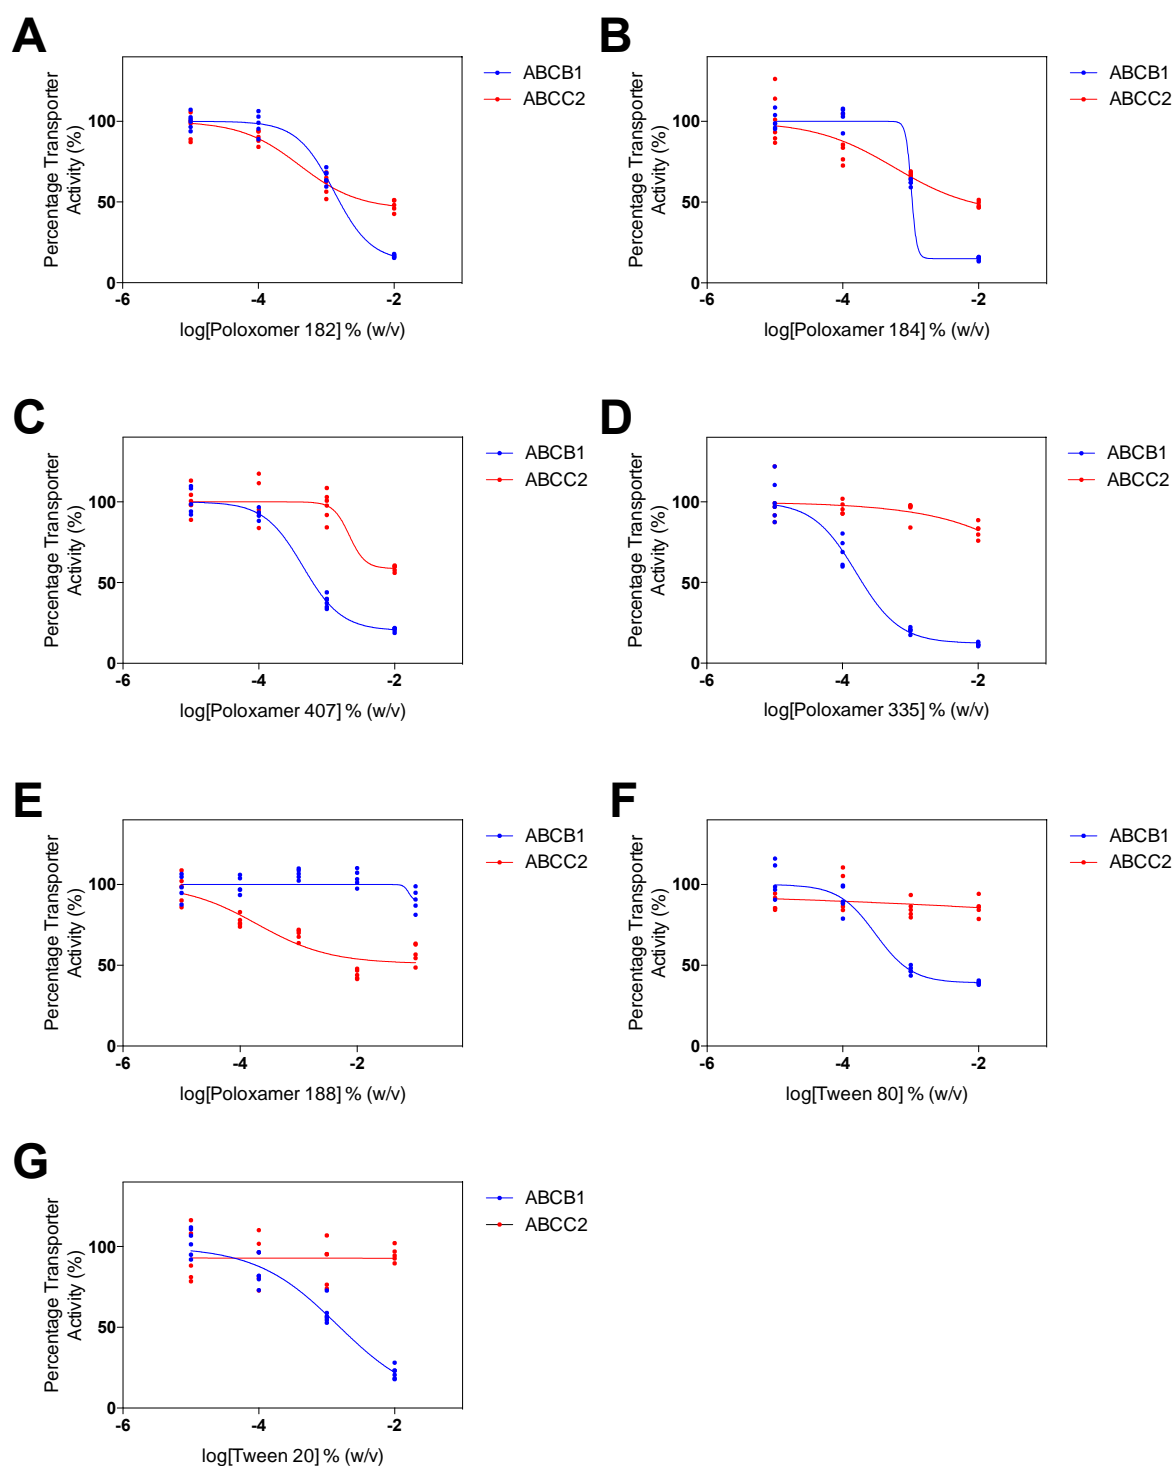 A
Percentage Transporter
Activity (%)
100
50
0
-6
-4
-2
log[Poloxomer 182] % (w/v)
ABCB1
ABCC2
B
Percentage Transporter
Activity (%)
100
50
0
-6
-4
-2
log[Poloxamer 184] % (w/v)
ABCB1
ABCC2
C
Percentage Transporter
Activity (%)
100
50
0
-6
-4
-2
log[Poloxamer 407] % (w/v)
ABCB1
ABCC2
D
Percentage Transporter
Activity (%)
100
50
0
-6
-4
-2
log[Poloxamer 335] % (w/v)
ABCB1
ABCC2
E
Percentage Transporter
Activity (%)
100
50
0
-6
-4
-2
log[Poloxamer 188] % (w/v)
ABCB1
ABCC2
F
Percentage Transporter
Activity (%)
100
50
0
-6
-4
-2
log[Tween 80] % (w/v)
ABCB1
ABCC2
G
Percentage Transporter
Activity (%)
100
50
0
-6
-4
-2
log[Tween 20] % (w/v)
ABCB1
ABCC2